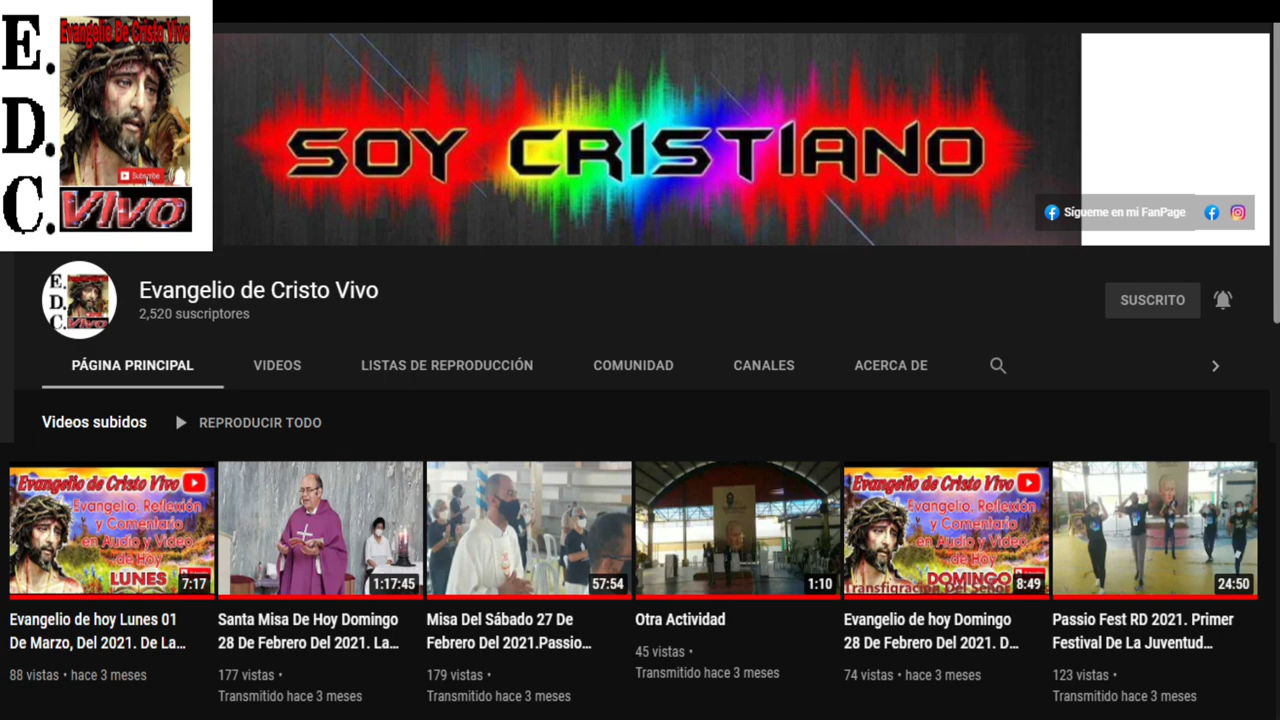 E.
D.
C.
Evangelio De Cristo Vivo
Subscribe
Vivo
SOY CRISTIANO
Sígueme en mi FanPage
E.
D.
C. Vivo
Evangelio de Cristo Vivo
2,520 suscriptores
SUSCRITO
PÁGINA PRINCIPAL VIDEOS LISTAS DE REPRODUCCIÓN COMUNIDAD CANALES ACERCA DE
Videos subidos REPRODUCIR TODO
Evangelio de Cristo Vivo
Evangelio, Reflexión
y Comentario
en Audio y Video
de Hoy
LUNES 7:17
1:17:45
57:54
1:10
Evangelio de Cristo Vivo
Evangelio, Reflexión
y Comentario
en Audio y Video
de Hoy
DOMINGO 8:49
Transfigración Del Señor
24:50
Evangelio de hoy Lunes 01
De Marzo, Del 2021. De La...
88 vistas • hace 3 meses
Santa Misa De Hoy Domingo
28 De Febrero Del 2021. La...
177 vistas •
Transmitido hace 3 meses
Misa Del Sábado 27 De
Febrero Del 2021.Passio...
179 vistas •
Transmitido hace 3 meses
Otra Actividad
45 vistas •
Transmitido hace 3 meses
Evangelio de hoy Domingo
28 De Febrero Del 2021. D...
74 vistas • hace 3 meses
Passio Fest RD 2021. Primer
Festival De La Juventud...
123 vistas •
Transmitido hace 3 meses